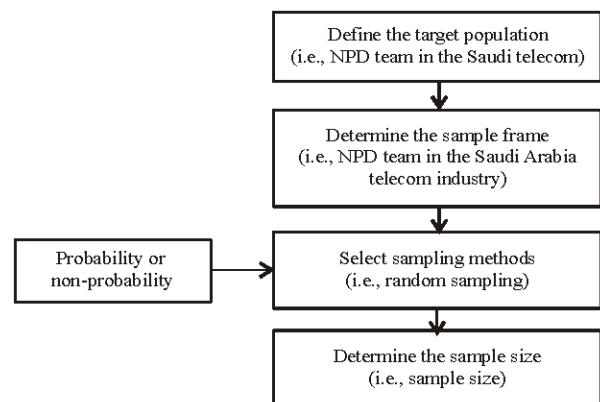 Define the target population
(i.e., NPD team in the Saudi telecom)
Determine the sample frame
(i.e., NPD team in the Saudi Arabia
telecom industry)
Probability or
non-probability
Select sampling methods
(i.e., random sampling)
Determine the sample size
(i.e., sample size)